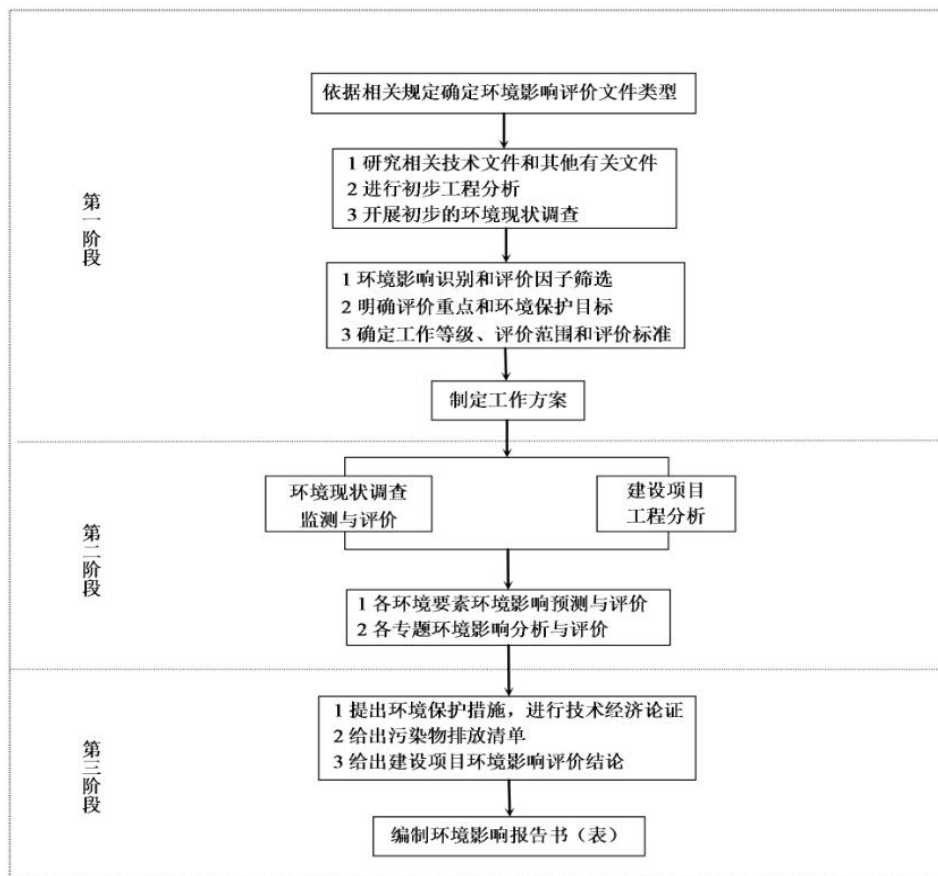 依据相关规定确定环境影响评价文件类型
1 研究相关技术文件和其他有关文件
2 进行初步工程分析
3 开展初步的环境现状调查
第一阶段
1 环境影响识别和评价因子筛选
2 明确评价重点和环境保护目标
3 确定工作等级、评价范围和评价标准
制定工作方案
环境现状调查
监测与评价
建设项目
工程分析
第二阶段
1 各环境要素环境影响预测与评价
2 各专题环境影响分析与评价
1 提出环境保护措施，进行技术经济论证
2 给出污染物排放清单
3 给出建设项目环境影响评价结论
第三阶段
编制环境影响报告书（表）